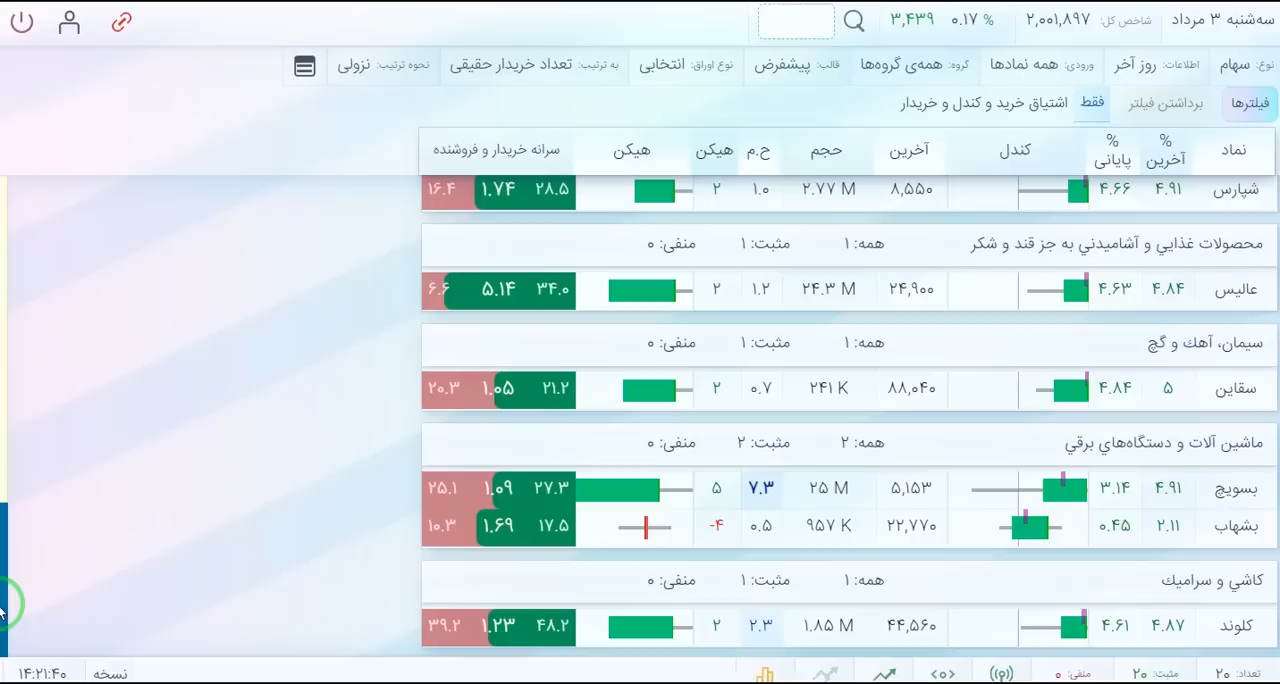 سه‌شنبه ۳ مرداد شاخص کل: ۲,۰۰۱,۸۹۷ ۰.۱۷ % ۳,۴۳۹
نوع: سهام اطلاعات: روز آخر ورودی: همه نمادها گروه: همه‌ی گروه‌ها قالب: پیشفرض نوع اوراق: انتخابی به ترتیب: تعداد خریدار حقیقی نحوه ترتیب: نزولی
فیلترها برداشتن فیلتر فقط اشتیاق خرید و کندل و خریدار
نماد % آخرین % پایانی کندل آخرین حجم ح.م هیکن هیکن سرانه خریدار و فروشنده
شپارس ۴.۹۱ ۴.۶۶ ۸,۵۵۰ ۲.۷۷ M ۱.۰ ۲ ۲۸.۵ ۱.۷۴ ۱۶.۴
محصولات غذايي و آشاميدني به جز قند و شكر همه: ۱ مثبت: ۱ منفی: ۰
عالیس ۴.۸۴ ۴.۶۳ ۲۴,۹۰۰ ۲۴.۳ M ۱.۲ ۲ ۳۴.۰ ۵.۱۴ ۶.۶
سيمان، آهك و گچ همه: ۱ مثبت: ۱ منفی: ۰
سقاین ۵ ۴.۸۴ ۸۸,۰۴۰ ۲۴۱ K ۰.۷ ۲ ۲۱.۲ ۱.۰۵ ۲۰.۳
ماشين آلات و دستگاه‌هاي برقي همه: ۲ مثبت: ۲ منفی: ۰
بسویچ ۴.۹۱ ۳.۱۴ ۵,۱۵۳ ۲۵ M ۷.۳ ۵ ۲۷.۳ ۱.۰۹ ۲۵.۱
بشهاب ۲.۱۱ ۰.۴۵ ۲۲,۷۷۰ ۹۵۷ K ۰.۵ -۴ ۱۷.۵ ۱.۶۹ ۱۰.۳
كاشي و سراميك همه: ۱ مثبت: ۱ منفی: ۰
کلوند ۴.۸۷ ۴.۶۱ ۴۴,۵۶۰ ۱.۸۵ M ۲.۳ ۲ ۴۸.۲ ۱.۲۳ ۳۹.۲
تعداد: ۲۰ مثبت: ۲۰ منفی: ۰ نسخه ۱۴:۲۱:۴۰